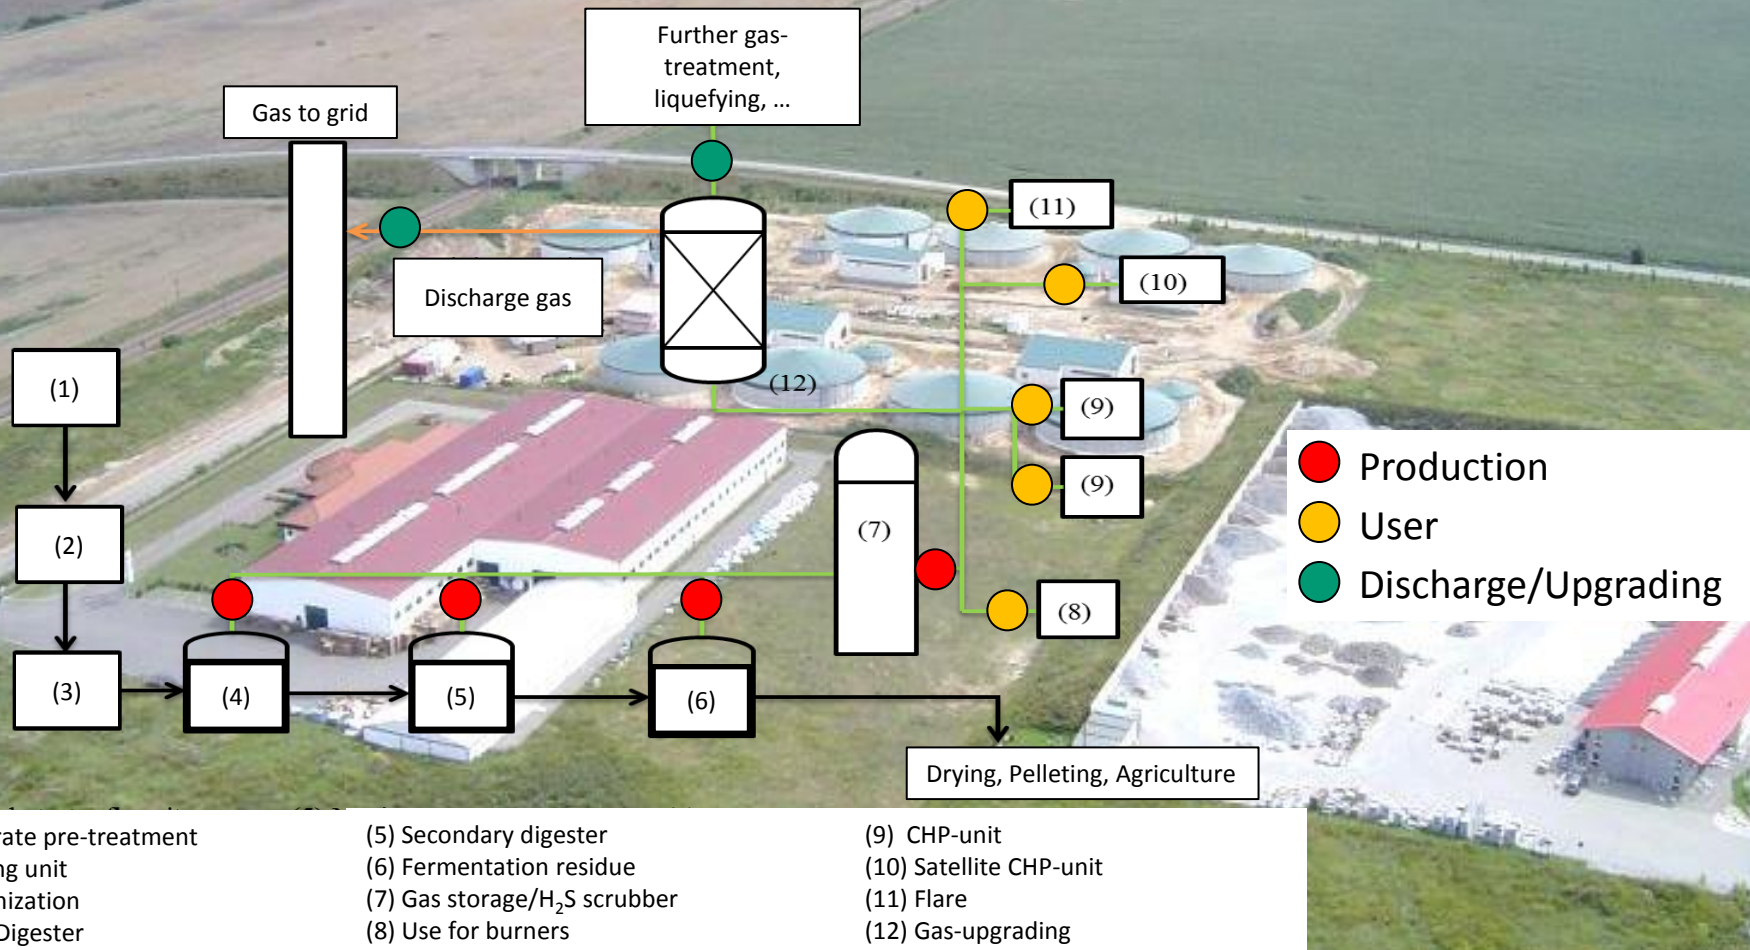 Further gas-
treatment,
liquefying, ...
Gas to grid
(11)
(10)
Discharge gas
(12)
(1)
(9)
(9)
(7)
(2)
(8)
(3)
(4)
(5)
(6)
Production
User
Discharge/Upgrading
Drying, Pelleting, Agriculture
pre-treatment
unit
Digester
(5) Secondary digester
(6) Fermentation residue
(7) Gas storage/H₂S scrubber
(8) Use for burners
(9) CHP-unit
(10) Satellite CHP-unit
(11) Flare
(12) Gas-upgrading